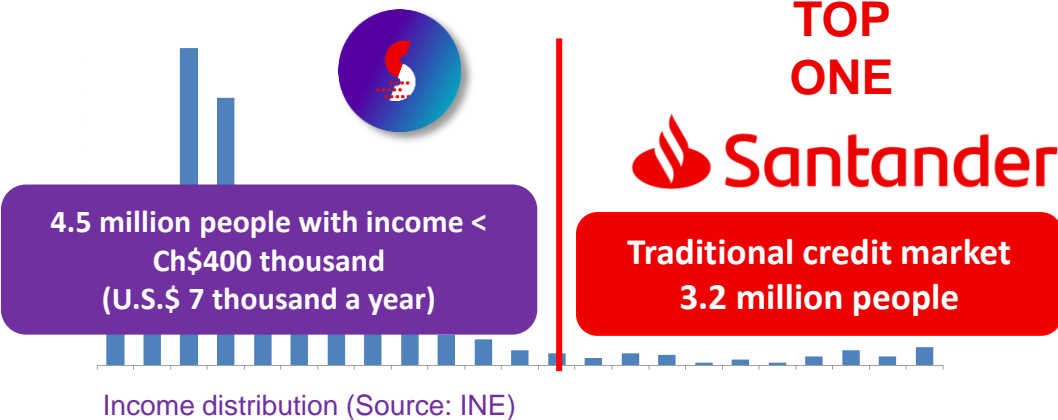 TOP
ONE
Santander
4.5 million people with income <
Ch$400 thousand
(U.S.$ 7 thousand a year)
Traditional credit market
3.2 million people
Income distribution (Source: INE)